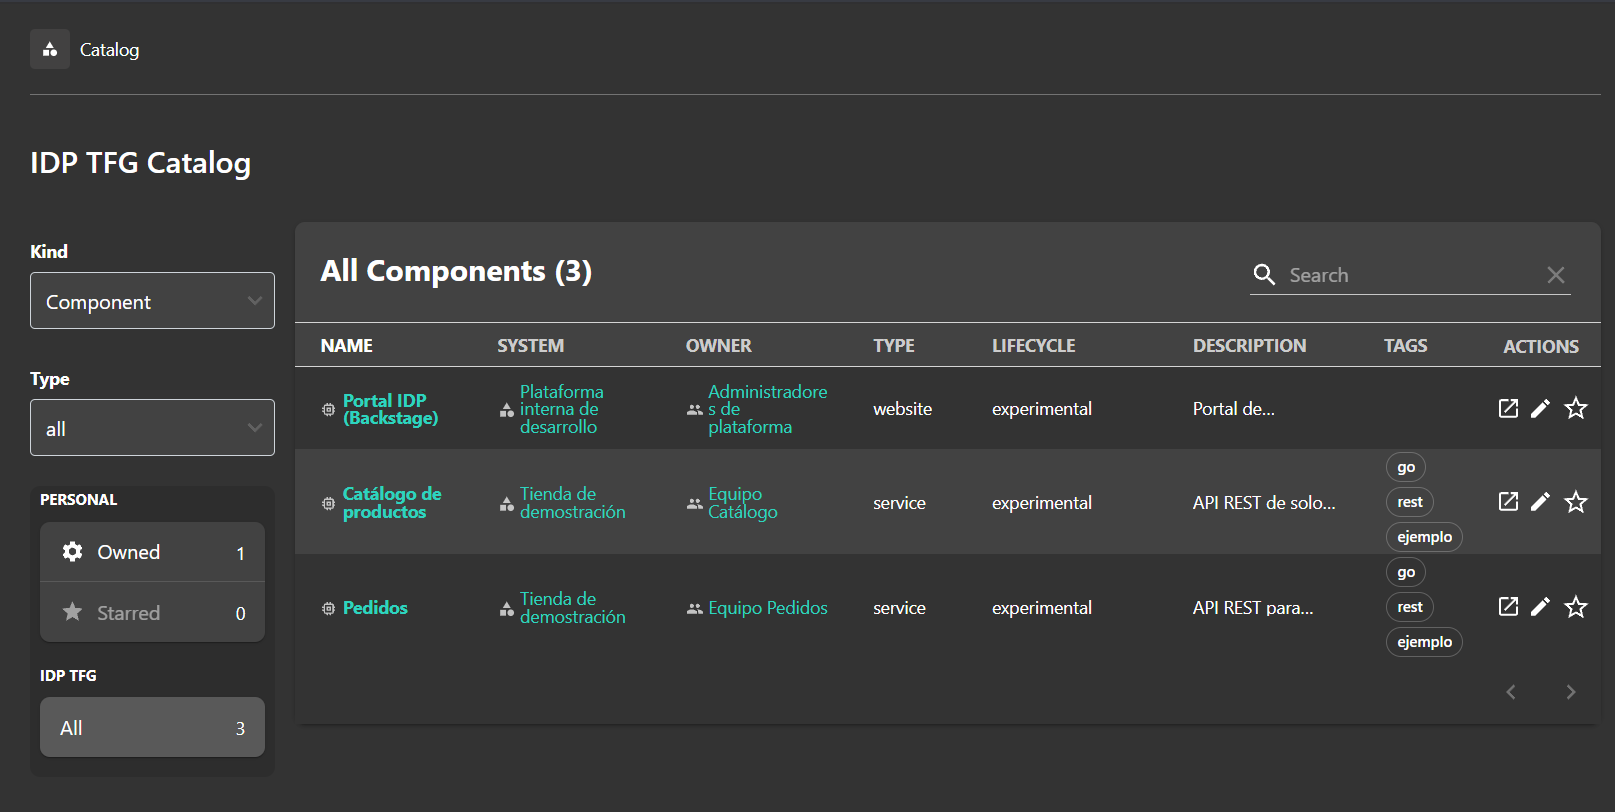 Catalog
IDP TFG Catalog
Kind
Component
Type
all
PERSONAL
Owned 1
Starred 0
IDP TFG
All 3
All Components (3)
Search
NAME SYSTEM OWNER TYPE LIFECYCLE DESCRIPTION TAGS ACTIONS
Portal IDP
(Backstage)
Plataforma
interna de
desarrollo
Administradore
s de
plataforma
website
experimental
Portal de...
Catálogo de
productos
Tienda de
demostración
Equipo
Catálogo
service
experimental
API REST de solo...
go
rest
ejemplo
Pedidos
Tienda de
demostración
Equipo Pedidos
service
experimental
API REST para...
go
rest
ejemplo